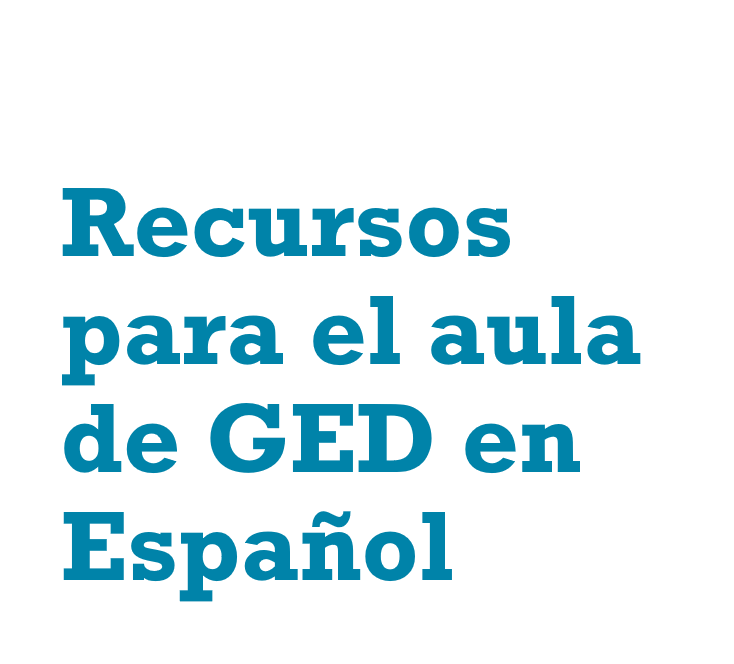 Recursos
para el aula
de GED en
Español